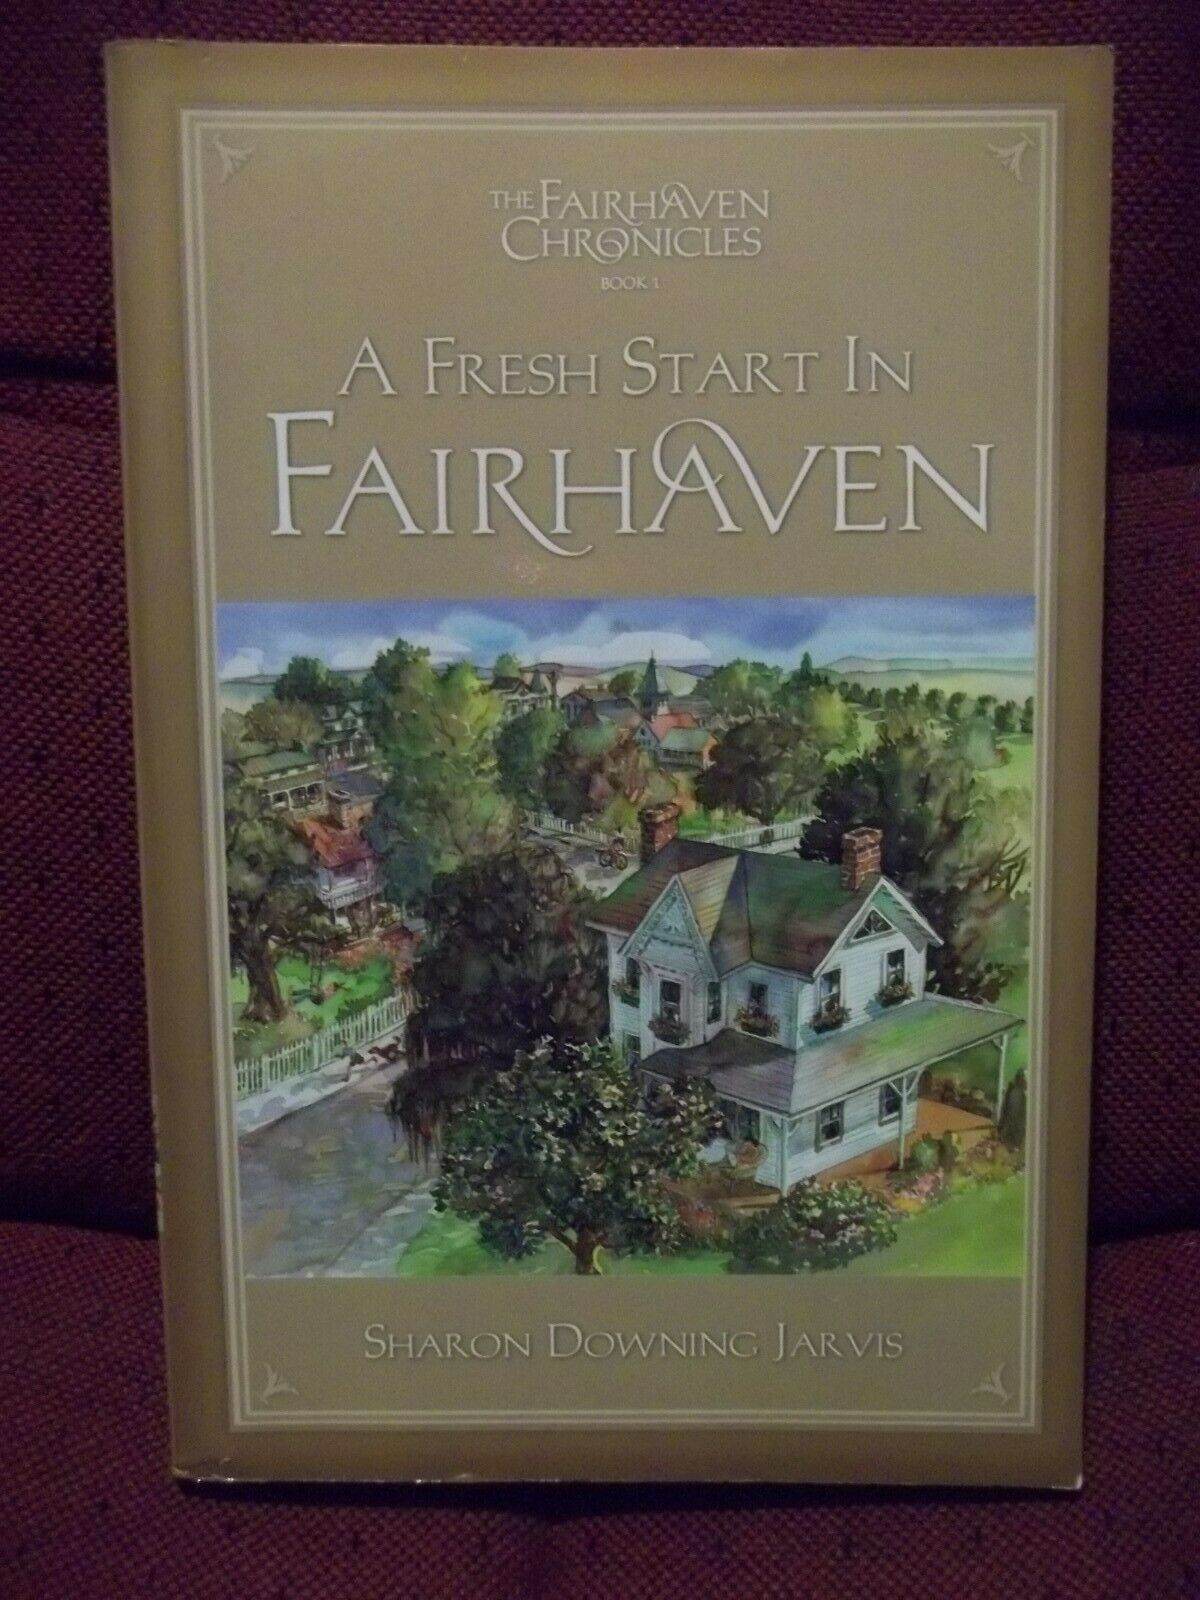 THE FAIRHAVEN
CHRONICLES
BOOK 1
A FRESH START IN
FAIRHAVEN
SHARON DOWNING JARVIS